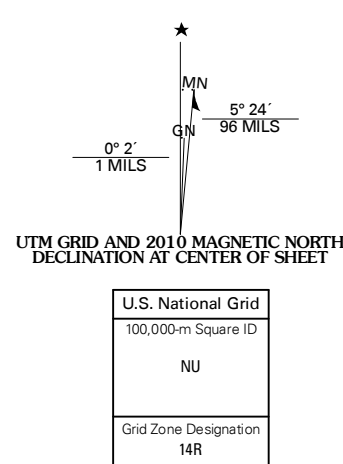 MN
GN
5° 24´
96 MILS
0° 2´
1 MILS
UTM GRID AND 2010 MAGNETIC NORTH
DECLINATION AT CENTER OF SHEET
U.S. National Grid
100,000-m Square ID
NU
Grid Zone Designation
14R